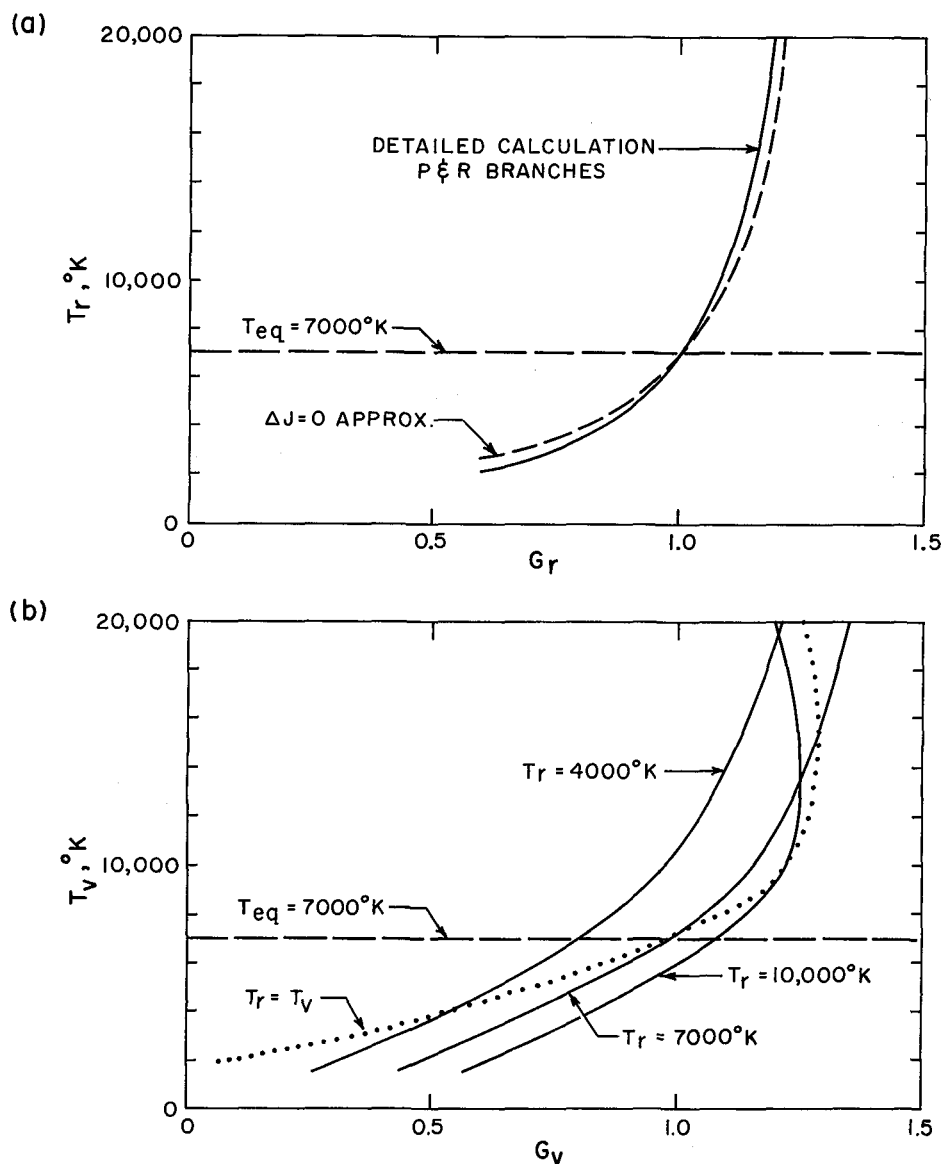 (a)
20,000
DETAILED CALCULATION
P & R BRANCHES
Tr, °K
10,000
Teq = 7000°K
ΔJ=0 APPROX.
0
0
0.5
1.0
1.5
Gr
(b)
20,000
Tr = 4000°K
Tv, °K
10,000
Teq = 7000°K
Tr = Tv
Tr = 10,000°K
Tr = 7000°K
0
0
0.5
1.0
1.5
Gv